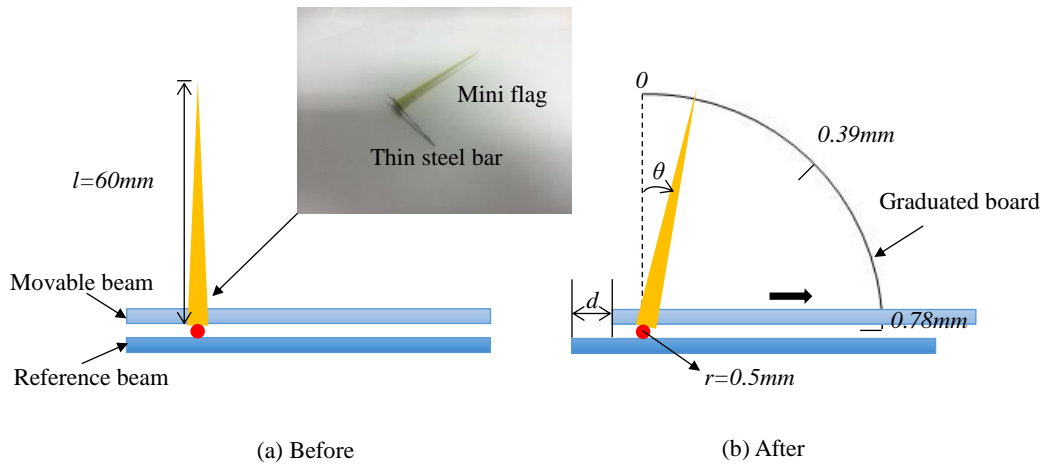 Mini flag
Thin steel bar
l=60mm
Movable beam
Reference beam
(a) Before
0
0.39mm
θ
Graduated board
d
0.78mm
r=0.5mm
(b) After